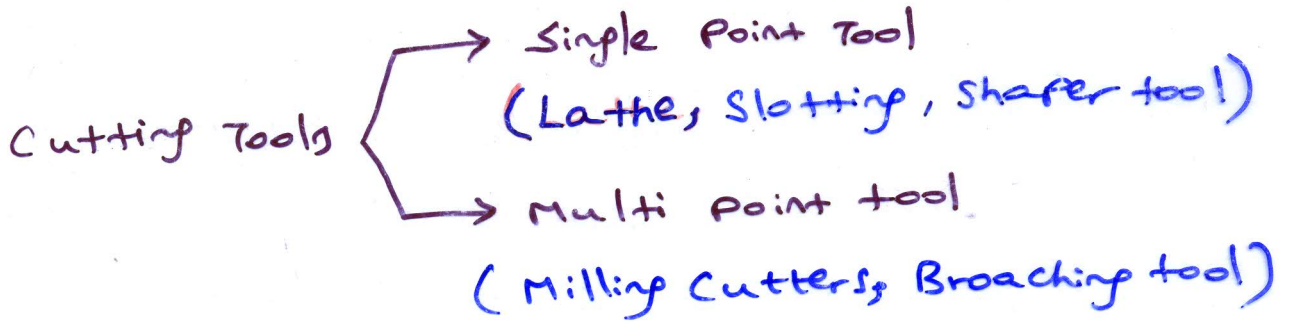 Single Point Tool
(Lathe, Slotting, Shaper tool)
Cutting Tools
Multi Point tool
(Milling Cutters, Broaching tool)